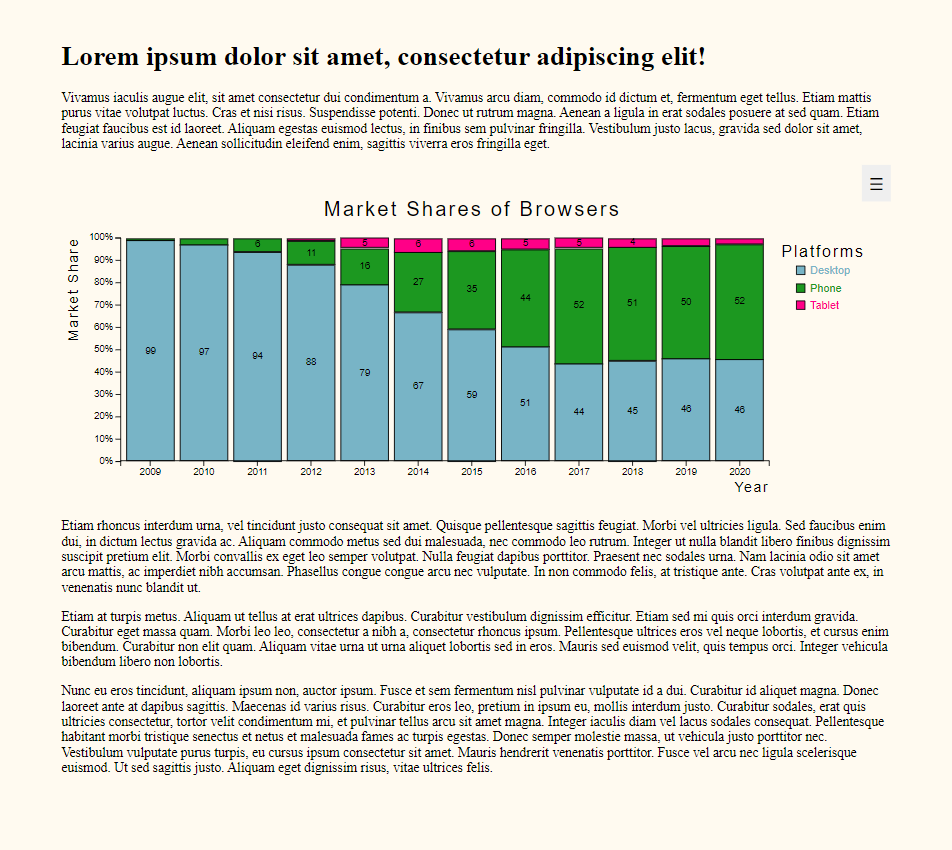 Lorem ipsum dolor sit amet, consectetur adipiscing elit!
Vivamus iaculis augue elit, sit amet consectetur dui condimentum a. Vivamus arcu diam, commodo id dictum et, fermentum eget tellus. Etiam mattis
purus vitae volutpat luctus. Cras et nisi risus. Suspendisse potenti. Donec ut rutrum magna. Aenean a ligula in erat sodales posuere at sed quam. Etiam
feugiat faucibus est id laoreet. Aliquam egestas euismod lectus, in finibus sem pulvinar fringilla. Vestibulum justo lacus, gravida sed dolor sit amet,
lacinia varius augue. Aenean sollicitudin eleifend enim, sagittis viverra eros fringilla eget.
☰
Market Shares of Browsers
Market Share
100%
90%
80%
70%
60%
50%
40%
30%
20%
10%
0%
6 5 6 6 5 5 4
11 16 27 35 44 52 51 50 52
99 97 94 88 79 67 59 51 44 45 46 46
2009 2010 2011 2012 2013 2014 2015 2016 2017 2018 2019 2020
Year
Platforms
Desktop
Phone
Tablet
Etiam rhoncus interdum urna, vel tincidunt justo consequat sit amet. Quisque pellentesque sagittis feugiat. Morbi vel ultricies ligula. Sed faucibus enim
dui, in dictum lectus gravida ac. Aliquam commodo metus sed dui malesuada, nec commodo leo rutrum. Integer ut nulla blandit libero finibus dignissim
suscipit pretium elit. Morbi convallis ex eget leo semper volutpat. Nulla feugiat dapibus porttitor. Praesent nec sodales urna. Nam lacinia odio sit amet
arcu mattis, ac imperdiet nibh accumsan. Phasellus congue congue arcu nec vulputate. In non commodo felis, at tristique ante. Cras volutpat ante ex, in
venenatis nunc blandit ut.
Etiam at turpis metus. Aliquam ut tellus at erat ultrices dapibus. Curabitur vestibulum dignissim efficitur. Etiam sed mi quis orci interdum gravida.
Curabitur eget massa quam. Morbi leo leo, consectetur a nibh a, consectetur rhoncus ipsum. Pellentesque ultrices eros vel neque lobortis, et cursus enim
bibendum. Curabitur non elit quam. Aliquam vitae urna ut urna aliquet lobortis sed in eros. Mauris sed euismod velit, quis tempus orci. Integer vehicula
bibendum libero non lobortis.
Nunc eu eros tincidunt, aliquam ipsum non, auctor ipsum. Fusce et sem fermentum nisl pulvinar vulputate id a dui. Curabitur id aliquet magna. Donec
laoreet ante at dapibus sagittis. Maecenas id varius risus. Curabitur eros leo, pretium in ipsum eu, mollis interdum justo. Curabitur sodales, erat quis
ultricies consectetur, tortor velit condimentum mi, et pulvinar tellus arcu sit amet magna. Integer iaculis diam vel lacus sodales consequat. Pellentesque
habitant morbi tristique senectus et netus et malesuada fames ac turpis egestas. Donec semper molestie massa, ut vehicula justo porttitor nec.
Vestibulum vulputate purus turpis, eu cursus ipsum consectetur sit amet. Mauris hendrerit venenatis porttitor. Fusce vel arcu nec ligula scelerisque
euismod. Ut sed sagittis justo. Aliquam eget dignissim risus, vitae ultrices felis.